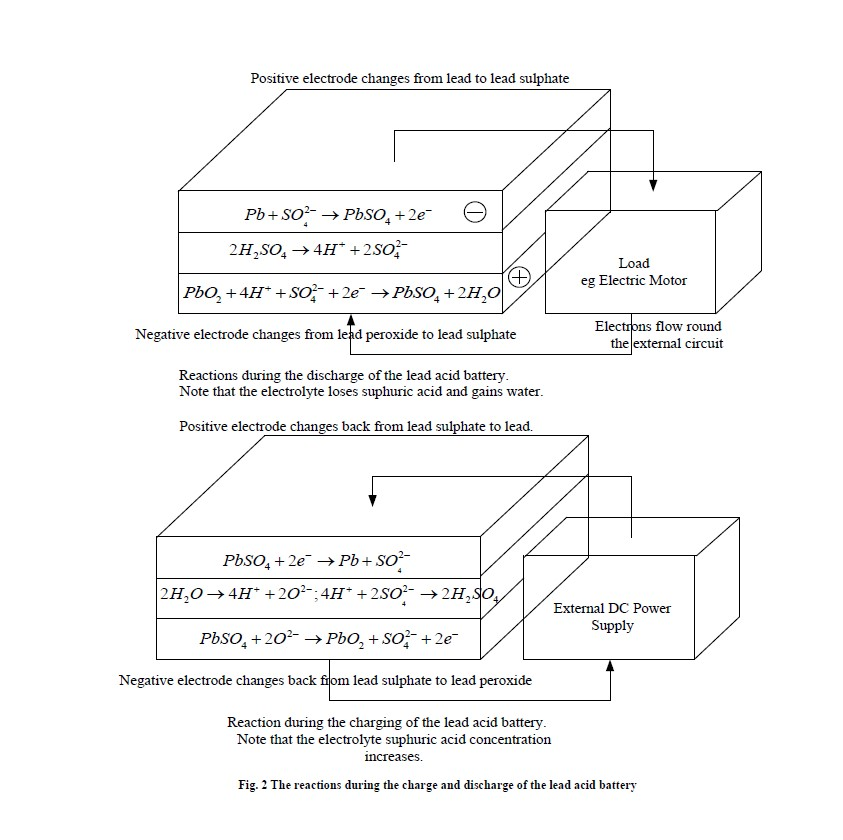 Positive electrode changes from lead to lead sulphate
Pb + SO₄²⁻ → PbSO₄ + 2e⁻ ⊖
2H₂SO₄ → 4H⁺ + 2SO₄²⁻
PbO₂ + 4H⁺ + SO₄²⁻ + 2e⁻ → PbSO₄ + 2H₂O ⊕
Load
eg Electric Motor
Negative electrode changes from lead peroxide to lead sulphate
Electrons flow round
the external circuit
Reactions during the discharge of the lead acid battery.
Note that the electrolyte loses suphuric acid and gains water.
Positive electrode changes back from lead sulphate to lead.
PbSO₄ + 2e⁻ → Pb + SO₄²⁻
2H₂O → 4H⁺ + 2O²⁻; 4H⁺ + 2SO₄²⁻ → 2H₂SO₄
PbSO₄ + 2O²⁻ → PbO₂ + SO₄²⁻ + 2e⁻
External DC Power
Supply
Negative electrode changes back from lead sulphate to lead peroxide
Reaction during the charging of the lead acid battery.
Note that the electrolyte suphuric acid concentration
increases.
Fig. 2 The reactions during the charge and discharge of the lead acid battery